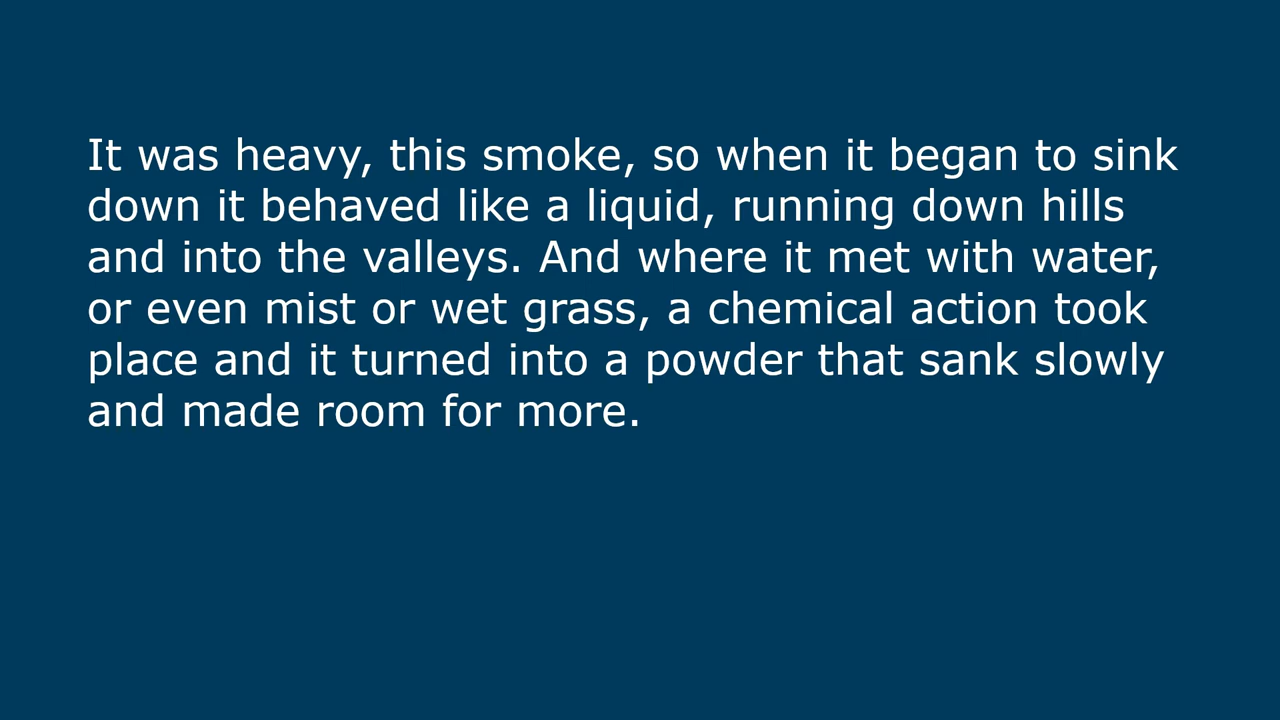 It was heavy, this smoke, so when it began to sink
down it behaved like a liquid, running down hills
and into the valleys. And where it met with water,
or even mist or wet grass, a chemical action took
place and it turned into a powder that sank slowly
and made room for more.